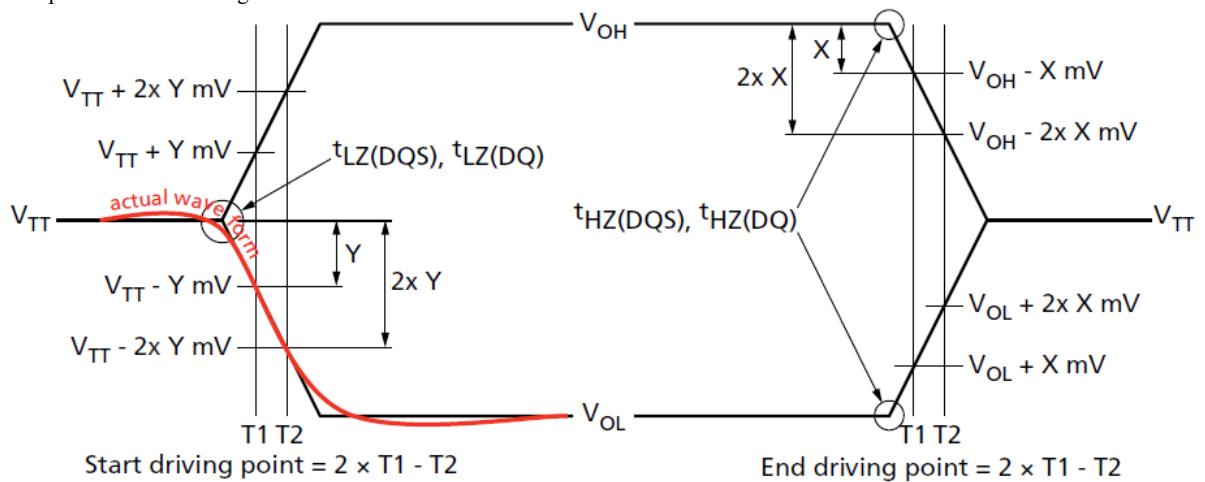 V_OH
X
2x X
V_OH - X mV
V_OH - 2x X mV
V_TT + 2x Y mV
V_TT + Y mV
t_LZ(DQS), t_LZ(DQ)
actual wave form
V_TT
t_HZ(DQS), t_HZ(DQ)
V_TT
Y
2x Y
V_TT - Y mV
V_TT - 2x Y mV
V_OL + 2x X mV
V_OL + X mV
V_OL
T1 T2
T1 T2
Start driving point = 2 × T1 - T2
End driving point = 2 × T1 - T2